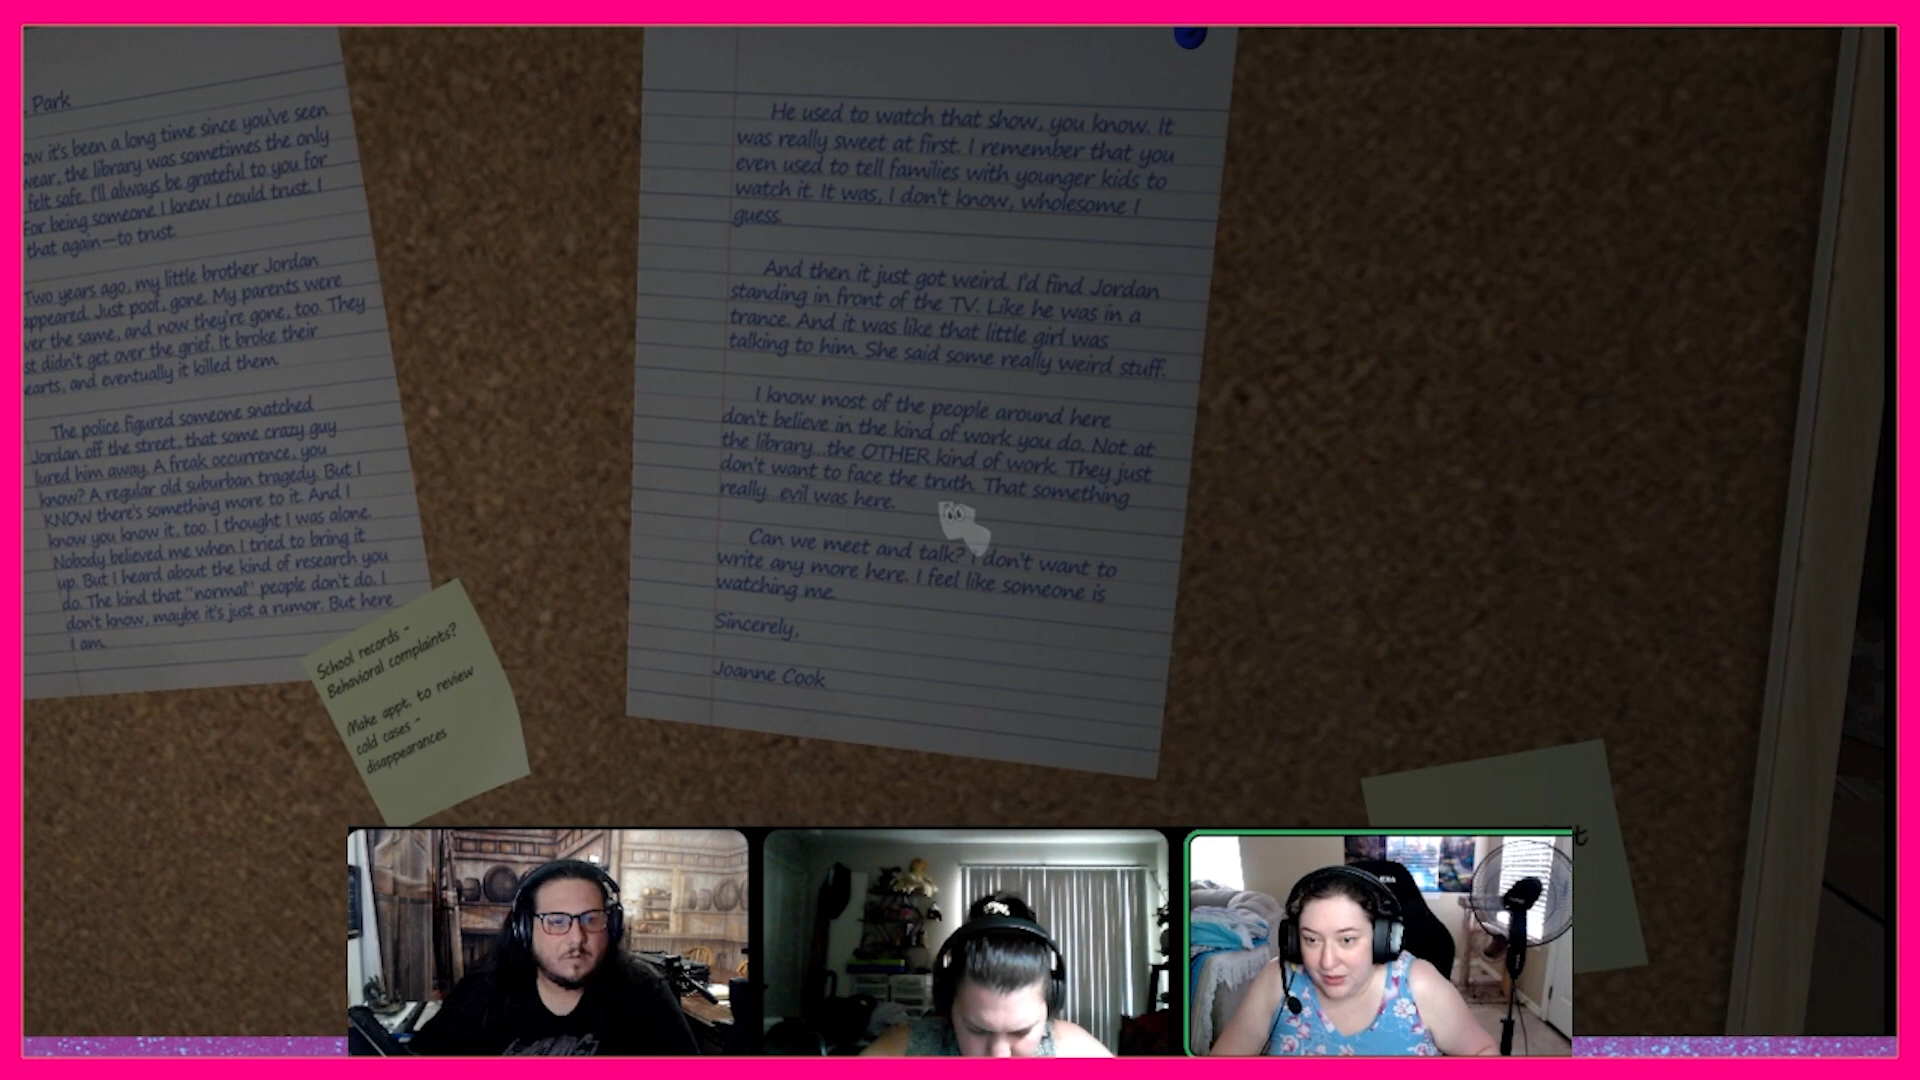 . Park
ow it's been a long time since you've seen
wear, the library was sometimes the only
felt safe. I'll always be grateful to you for
For being someone I knew I could trust. I
that again—to trust.
Two years ago, my little brother Jordan
appeared. Just poof, gone. My parents were
ver the same, and now they're gone, too. They
st didn't get over the grief. It broke their
earts, and eventually it killed them.
The police figured someone snatched
Jordan off the street, that some crazy guy
lured him away. A freak occurrence, you
know? A regular old suburban tragedy. But I
KNOW there's something more to it. And I
know you know it, too. I thought I was alone.
Nobody believed me when I tried to bring it
up. But I heard about the kind of research you
do. The kind that "normal" people don't do. I
don't know, maybe it's just a rumor. But here
I am.
School records -
Behavioral complaints?
Make appt. to review
cold cases -
disappearances
He used to watch that show, you know. It
was really sweet at first. I remember that you
even used to tell families with younger kids to
watch it. It was, I don't know, wholesome I
guess.
And then it just got weird. I'd find Jordan
standing in front of the TV. Like he was in a
trance. And it was like that little girl was
talking to him. She said some really weird stuff.
I know most of the people around here
don't believe in the kind of work you do. Not at
the library...the OTHER kind of work. They just
don't want to face the truth. That something
really...evil was here.
Can we meet and talk? I don't want to
write any more here. I feel like someone is
watching me.
Sincerely,
Joanne Cook
t